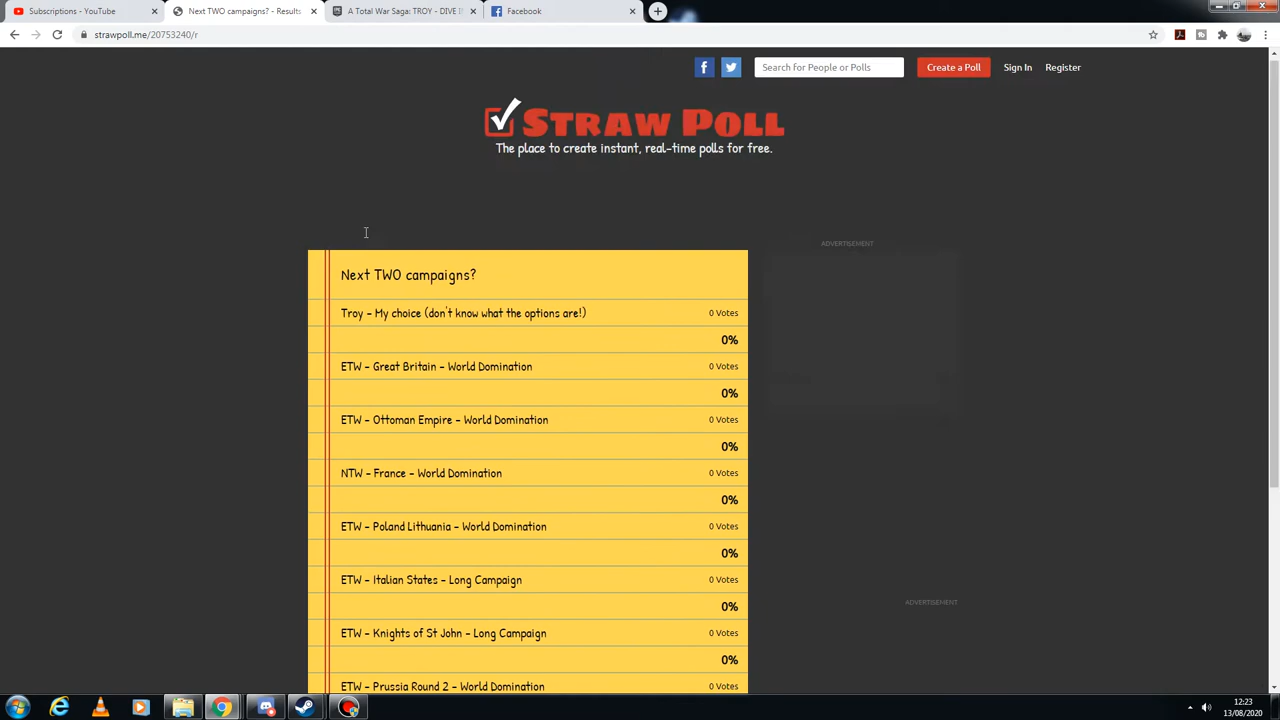 Subscriptions - YouTube
Next TWO campaigns? - Results
A Total War Saga: TROY - DIVE I
Facebook
strawpoll.me/20753240/r
Search for People or Polls
Create a Poll
Sign In
Register
STRAW POLL
The place to create instant, real-time polls for free.
ADVERTISEMENT
Next TWO campaigns?
Troy - My choice (don't know what the options are!)
0 Votes
0%
ETW - Great Britain - World Domination
0 Votes
0%
ETW - Ottoman Empire - World Domination
0 Votes
0%
NTW - France - World Domination
0 Votes
0%
ETW - Poland Lithuania - World Domination
0 Votes
0%
ETW - Italian States - Long Campaign
0 Votes
0%
ADVERTISEMENT
ETW - Knights of St John - Long Campaign
0 Votes
0%
ETW - Prussia Round 2 - World Domination
0 Votes
12:23
13/08/2020